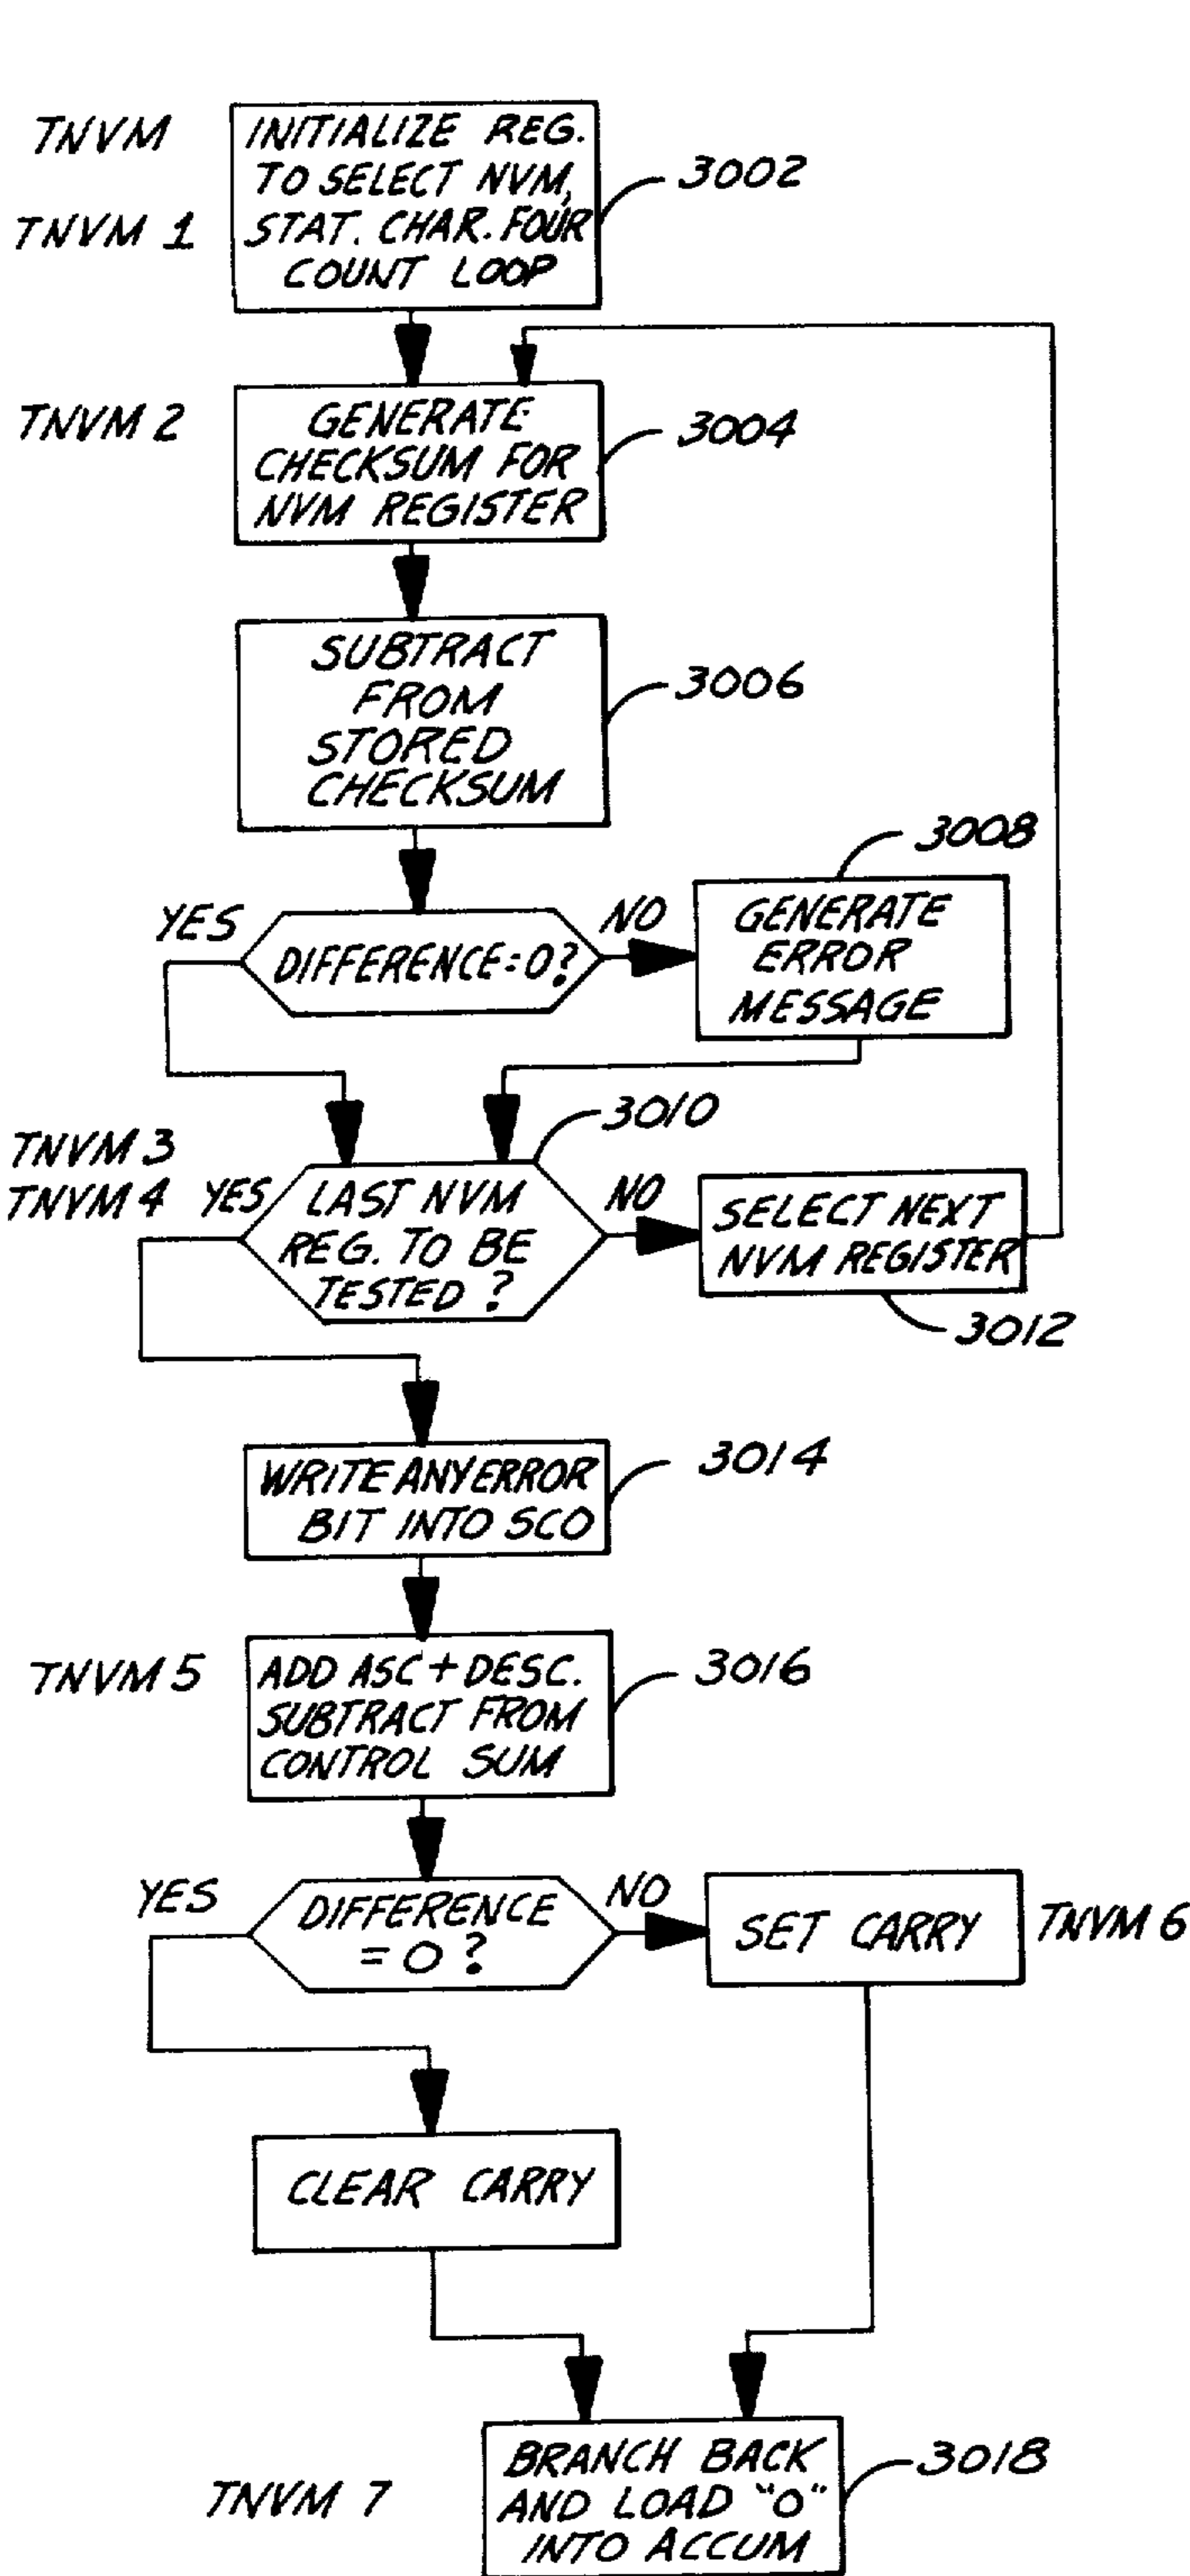 TNVM
TNVM 1
INITIALIZE REG.
TO SELECT NVM,
STAT. CHAR. FOUR
COUNT LOOP
3002
TNVM 2
GENERATE
CHECKSUM FOR
NVM REGISTER
3004
SUBTRACT
FROM
STORED
CHECKSUM
3006
YES
DIFFERENCE=0?
NO
3008
GENERATE
ERROR
MESSAGE
TNVM 3
TNVM 4
YES
LAST NVM
REG. TO BE
TESTED ?
3010
NO
SELECT NEXT
NVM REGISTER
3012
WRITE ANY ERROR
BIT INTO SCO
3014
TNVM 5
ADD ASC + DESC.
SUBTRACT FROM
CONTROL SUM
3016
YES
DIFFERENCE
= 0 ?
NO
SET CARRY
TNVM 6
CLEAR CARRY
TNVM 7
BRANCH BACK
AND LOAD "0"
INTO ACCUM
3018